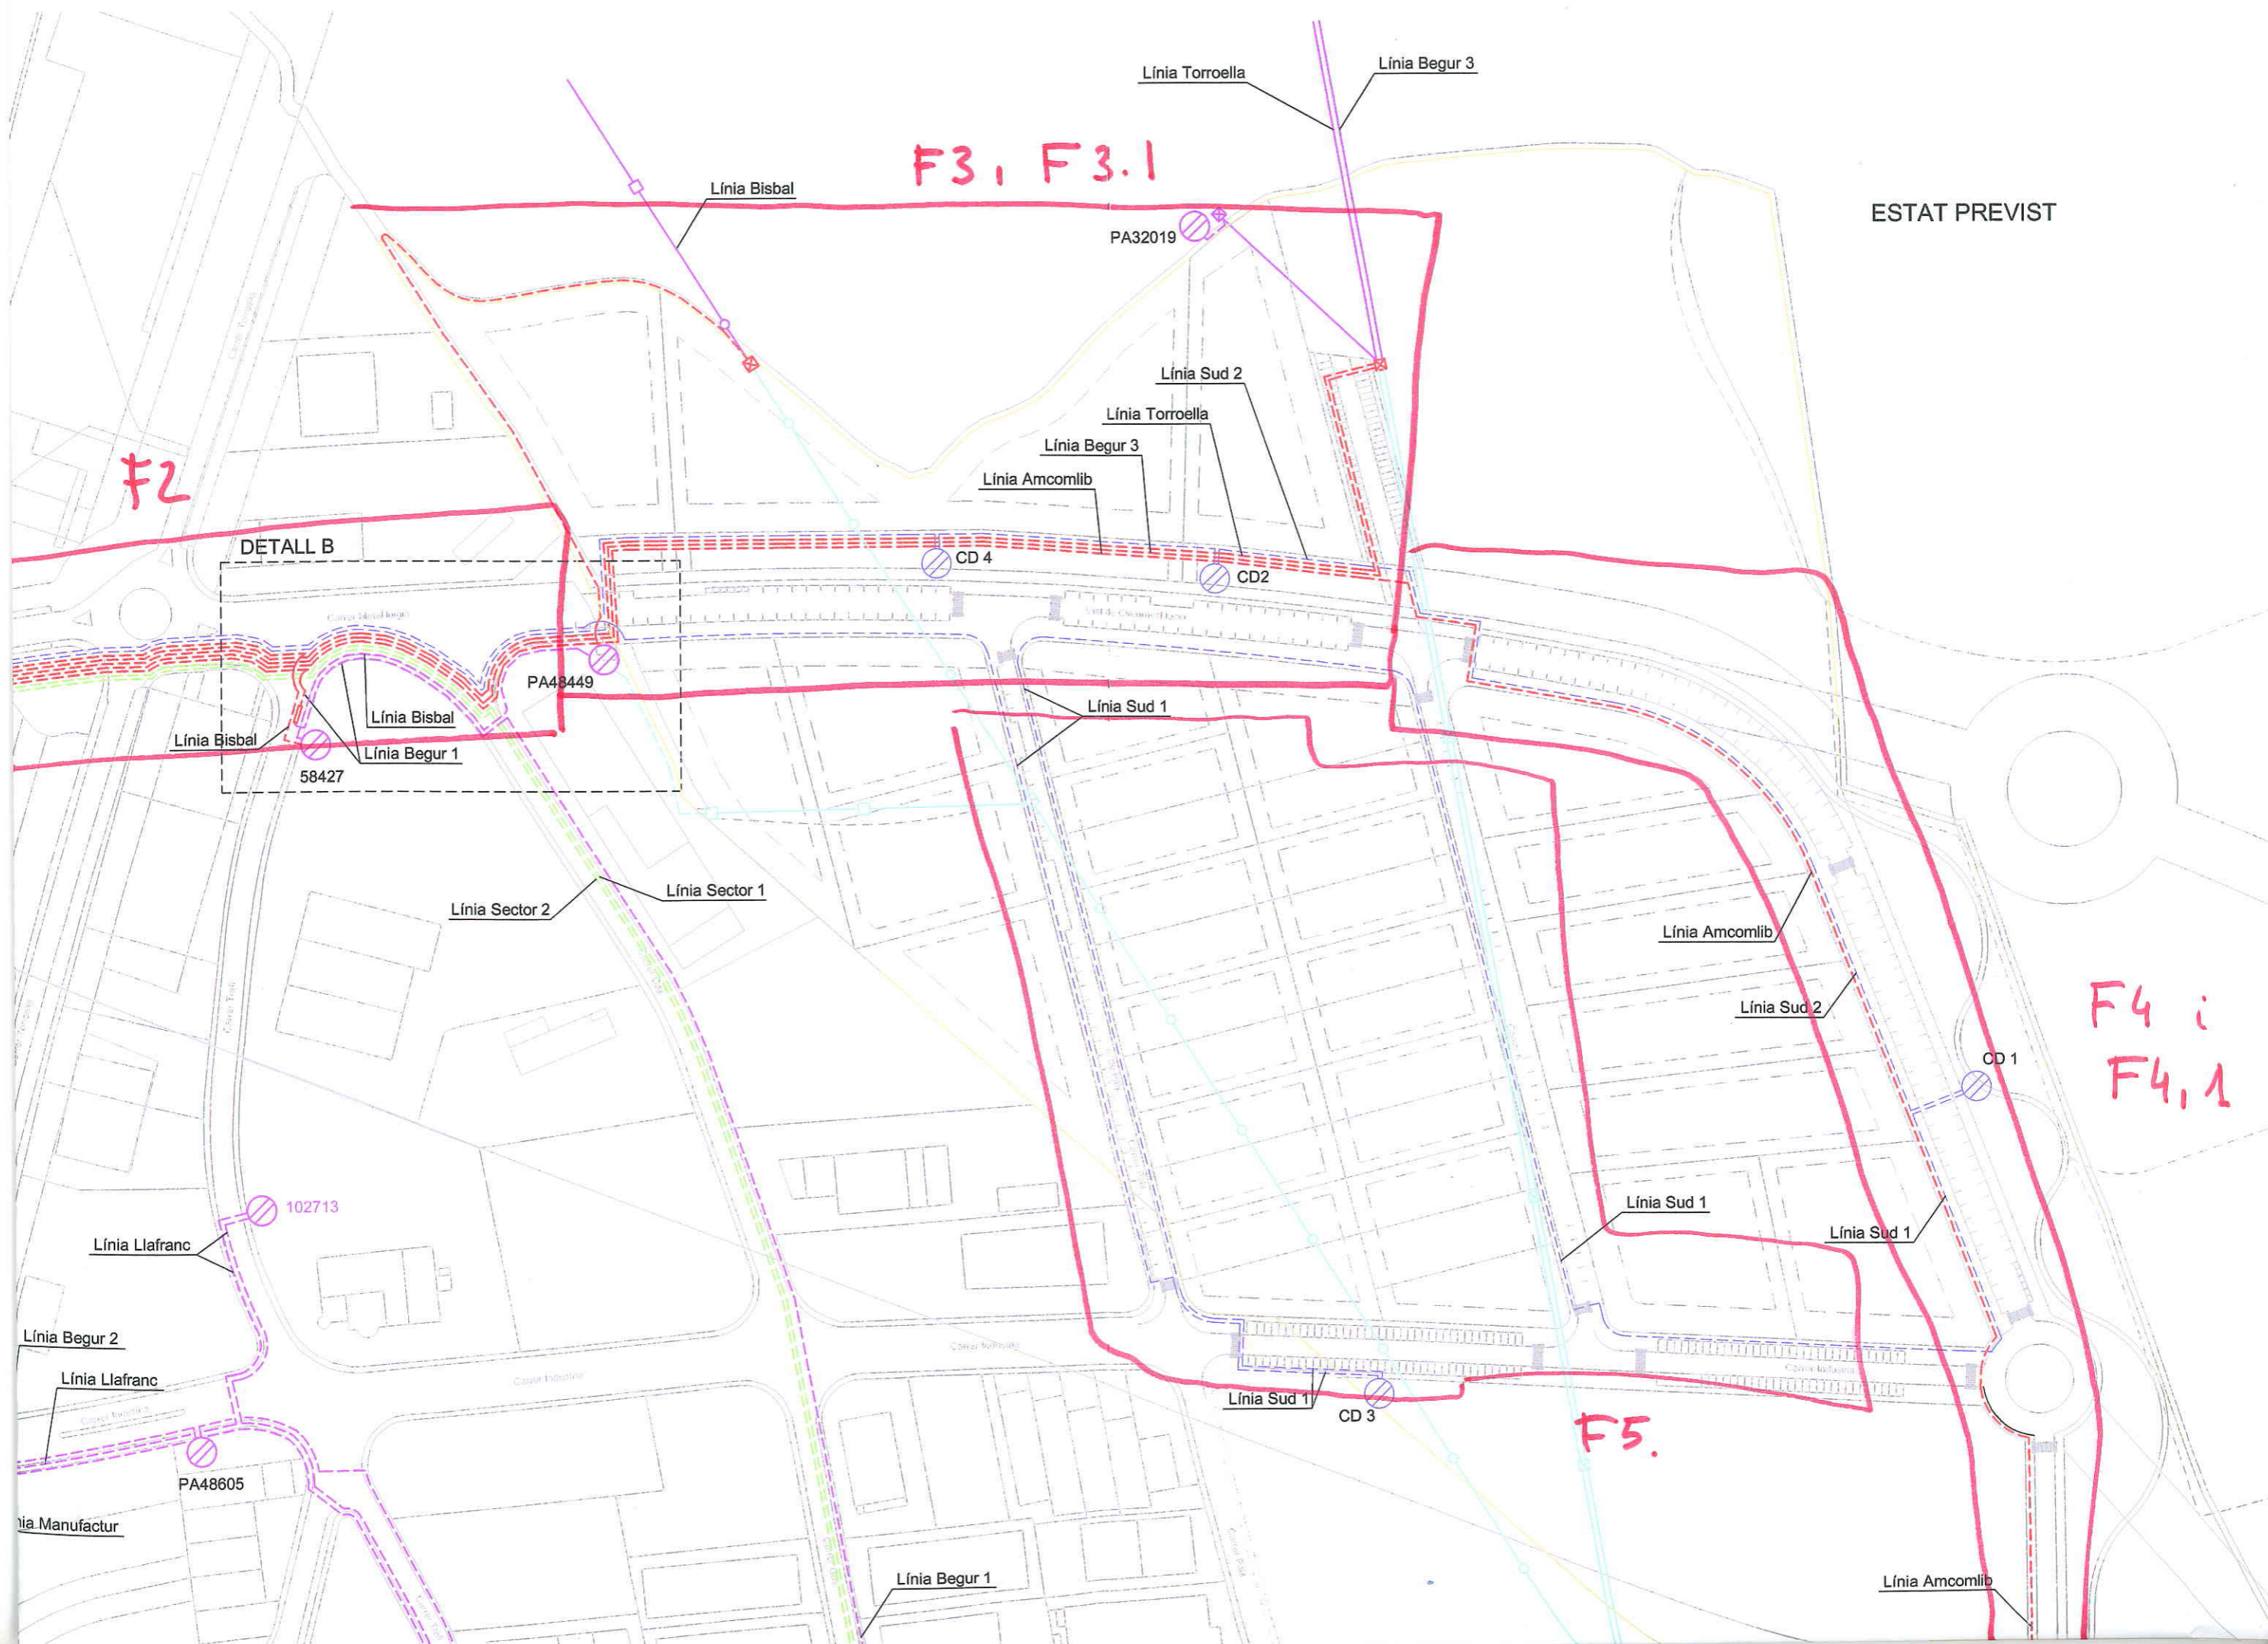 Línia Torroella
Línia Begur 3
F3, F3.1
Línia Bisbal
PA32019
ESTAT PREVIST
Línia Sud 2
Línia Torroella
Línia Begur 3
Línia Amcomlib
F2
DETALL B
CD 4
CD2
PA48449
Línia Bisbal
Línia Bisbal
Línia Begur 1
58427
Línia Sud 1
Línia Sector 1
Línia Sector 2
Línia Amcomlib
Línia Sud 2
F4 i
F4,1
CD 1
102713
Línia Llafranc
Línia Sud 1
Línia Sud 1
Línia Begur 2
Línia Llafranc
Carrer Indústria
Línia Sud 1
CD 3
F5.
PA48605
nia Manufactur
Línia Begur 1
Línia Amcomlib